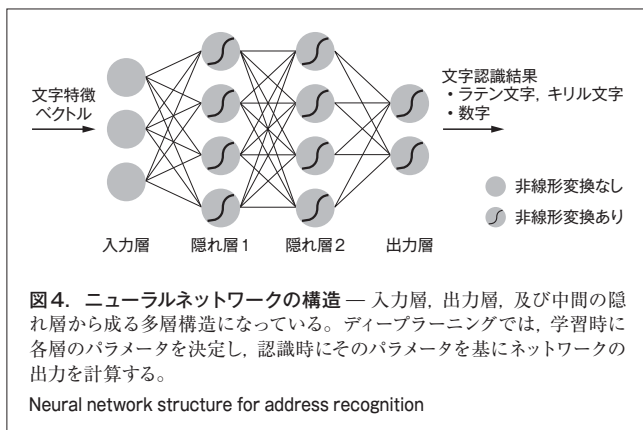 文字特徴
ベクトル
文字認識結果
・ラテン文字，キリル文字
・数字
非線形変換なし
非線形変換あり
入力層
隠れ層1
隠れ層2
出力層
図4．ニューラルネットワークの構造 — 入力層，出力層，及び中間の隠
れ層から成る多層構造になっている。ディープラーニングでは，学習時に
各層のパラメータを決定し，認識時にそのパラメータを基にネットワークの
出力を計算する。
Neural network structure for address recognition